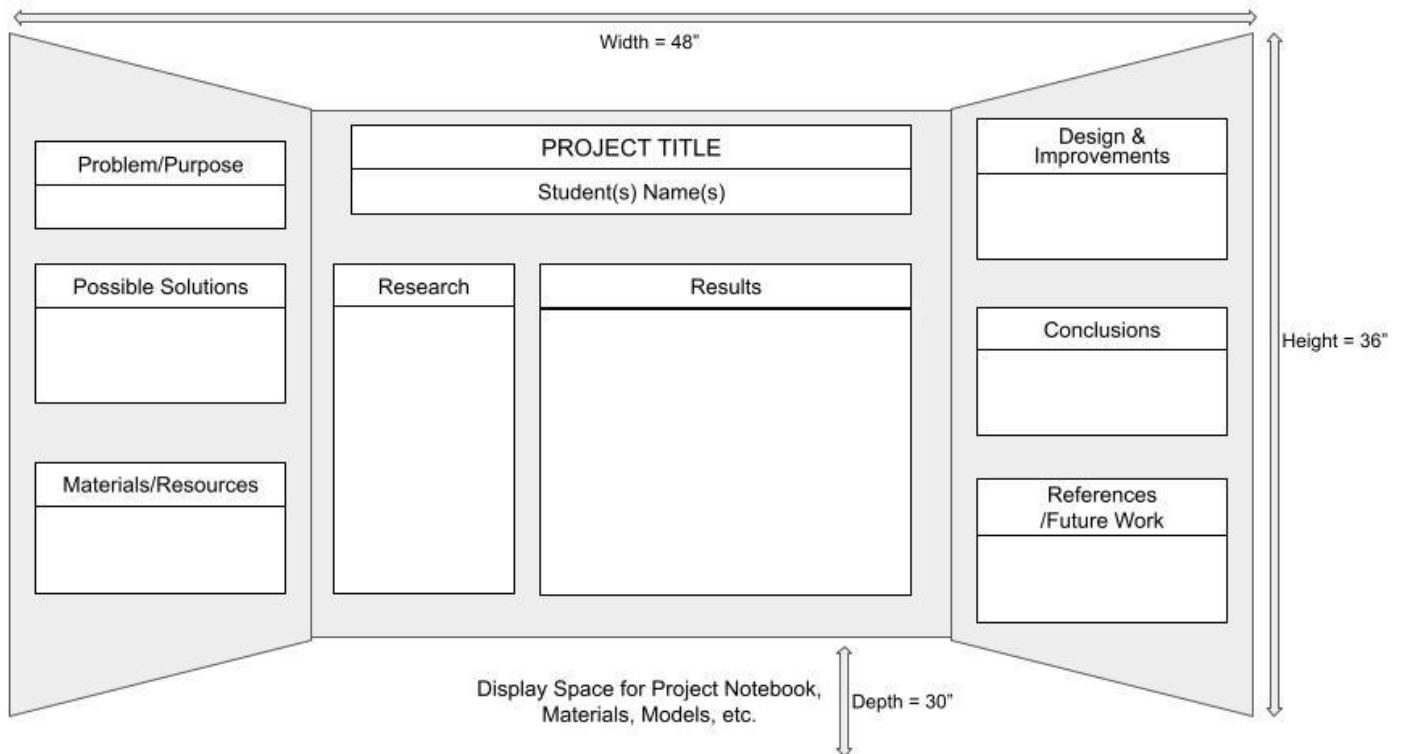 Width = 48”
Problem/Purpose
Possible Solutions
Materials/Resources
PROJECT TITLE
Student(s) Name(s)
Research
Results
Design &
Improvements
Conclusions
References
/Future Work
Height = 36”
Display Space for Project Notebook,
Materials, Models, etc.
Depth = 30”